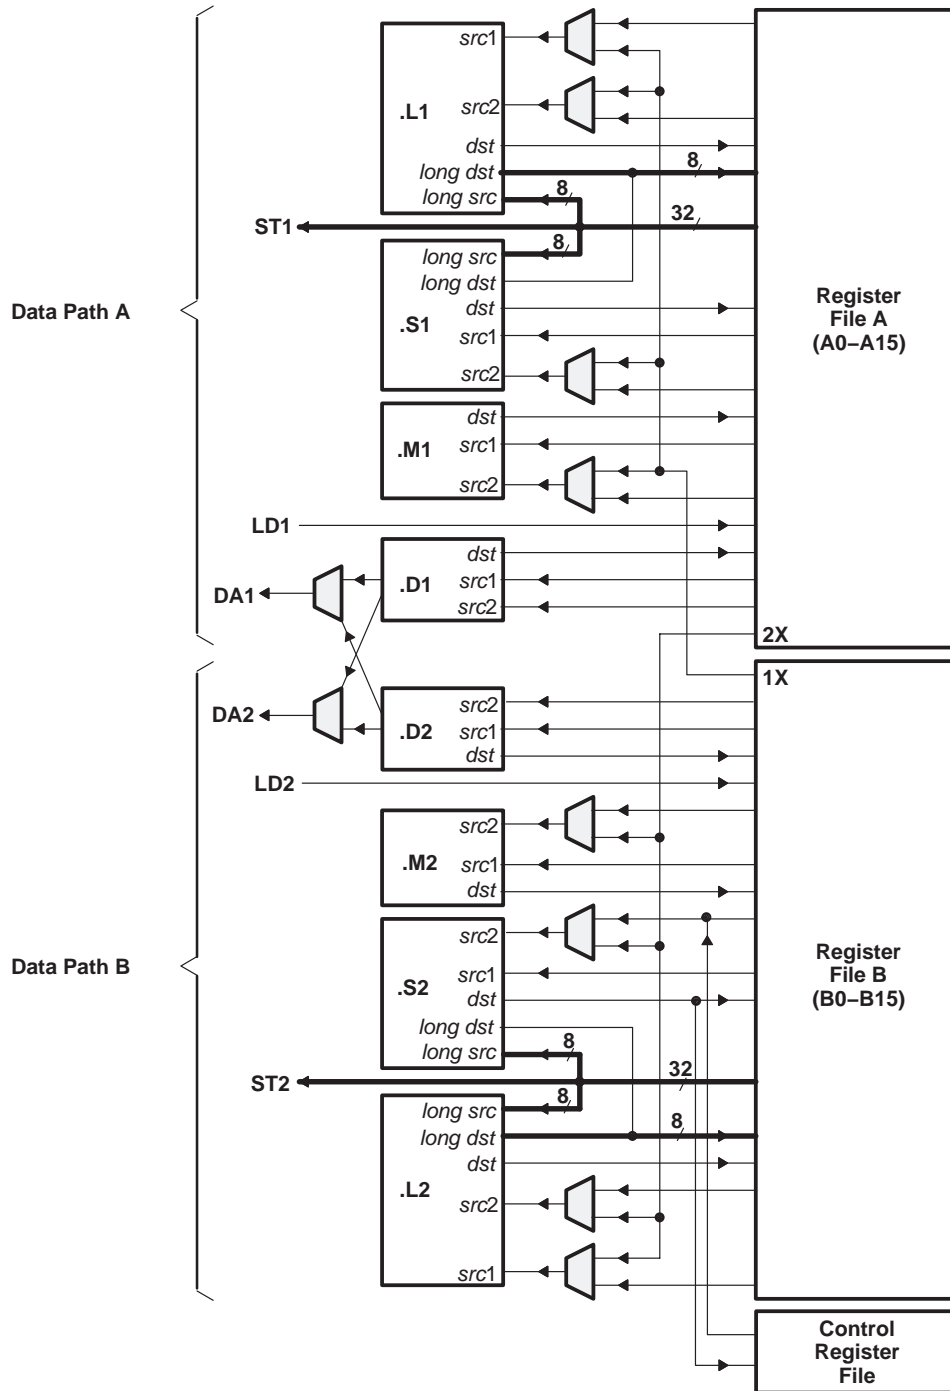 src1
.L1
src2
dst
long dst
8
long src
8
ST1
32
8
long src
long dst
Data Path A
dst
.S1
src1
src2
Register
File A
(A0–A15)
dst
.M1
src1
src2
LD1
dst
.D1
src1
src2
DA1
2X
1X
DA2
src2
.D2
src1
dst
LD2
src2
.M2
src1
dst
Data Path B
src2
.S2
src1
dst
long dst
long src
8
Register
File B
(B0–B15)
ST2
32
8
long src
long dst
8
dst
.L2
src2
src1
Control
Register
File